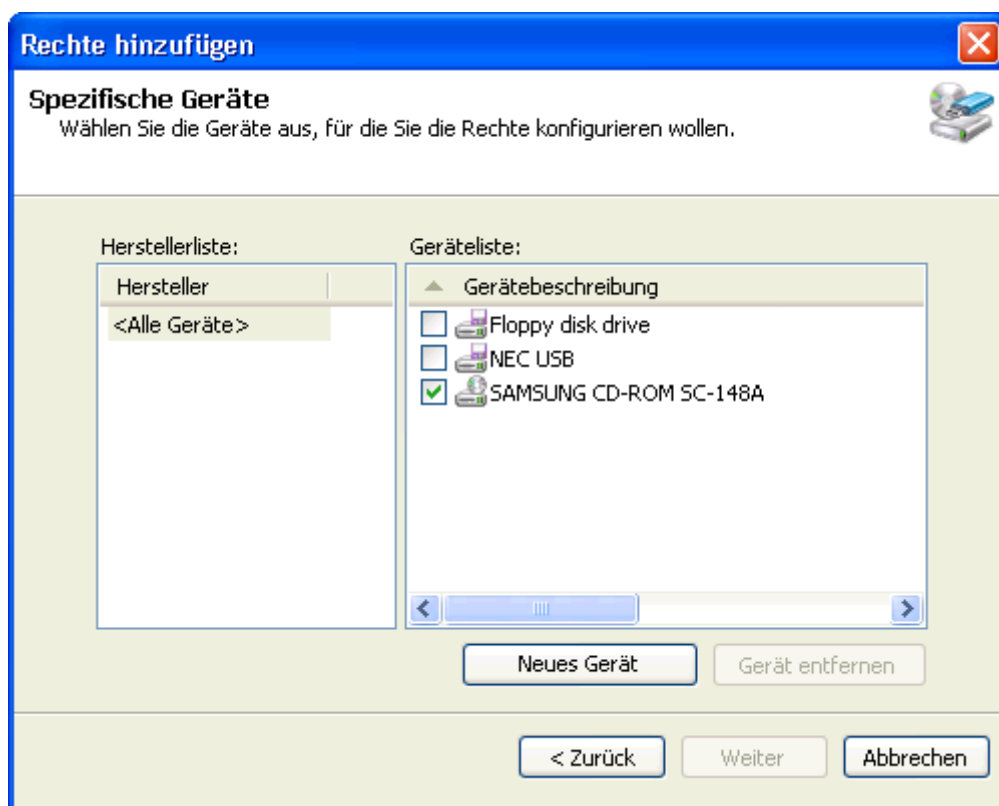 Rechte hinzufügen
Spezifische Geräte
Wählen Sie die Geräte aus, für die Sie die Rechte konfigurieren wollen.
Herstellerliste:
Geräteliste:
Hersteller
Gerätebeschreibung
<Alle Geräte>
Floppy disk drive
NEC USB
SAMSUNG CD-ROM SC-148A
Neues Gerät
Gerät entfernen
< Zurück
Weiter
Abbrechen